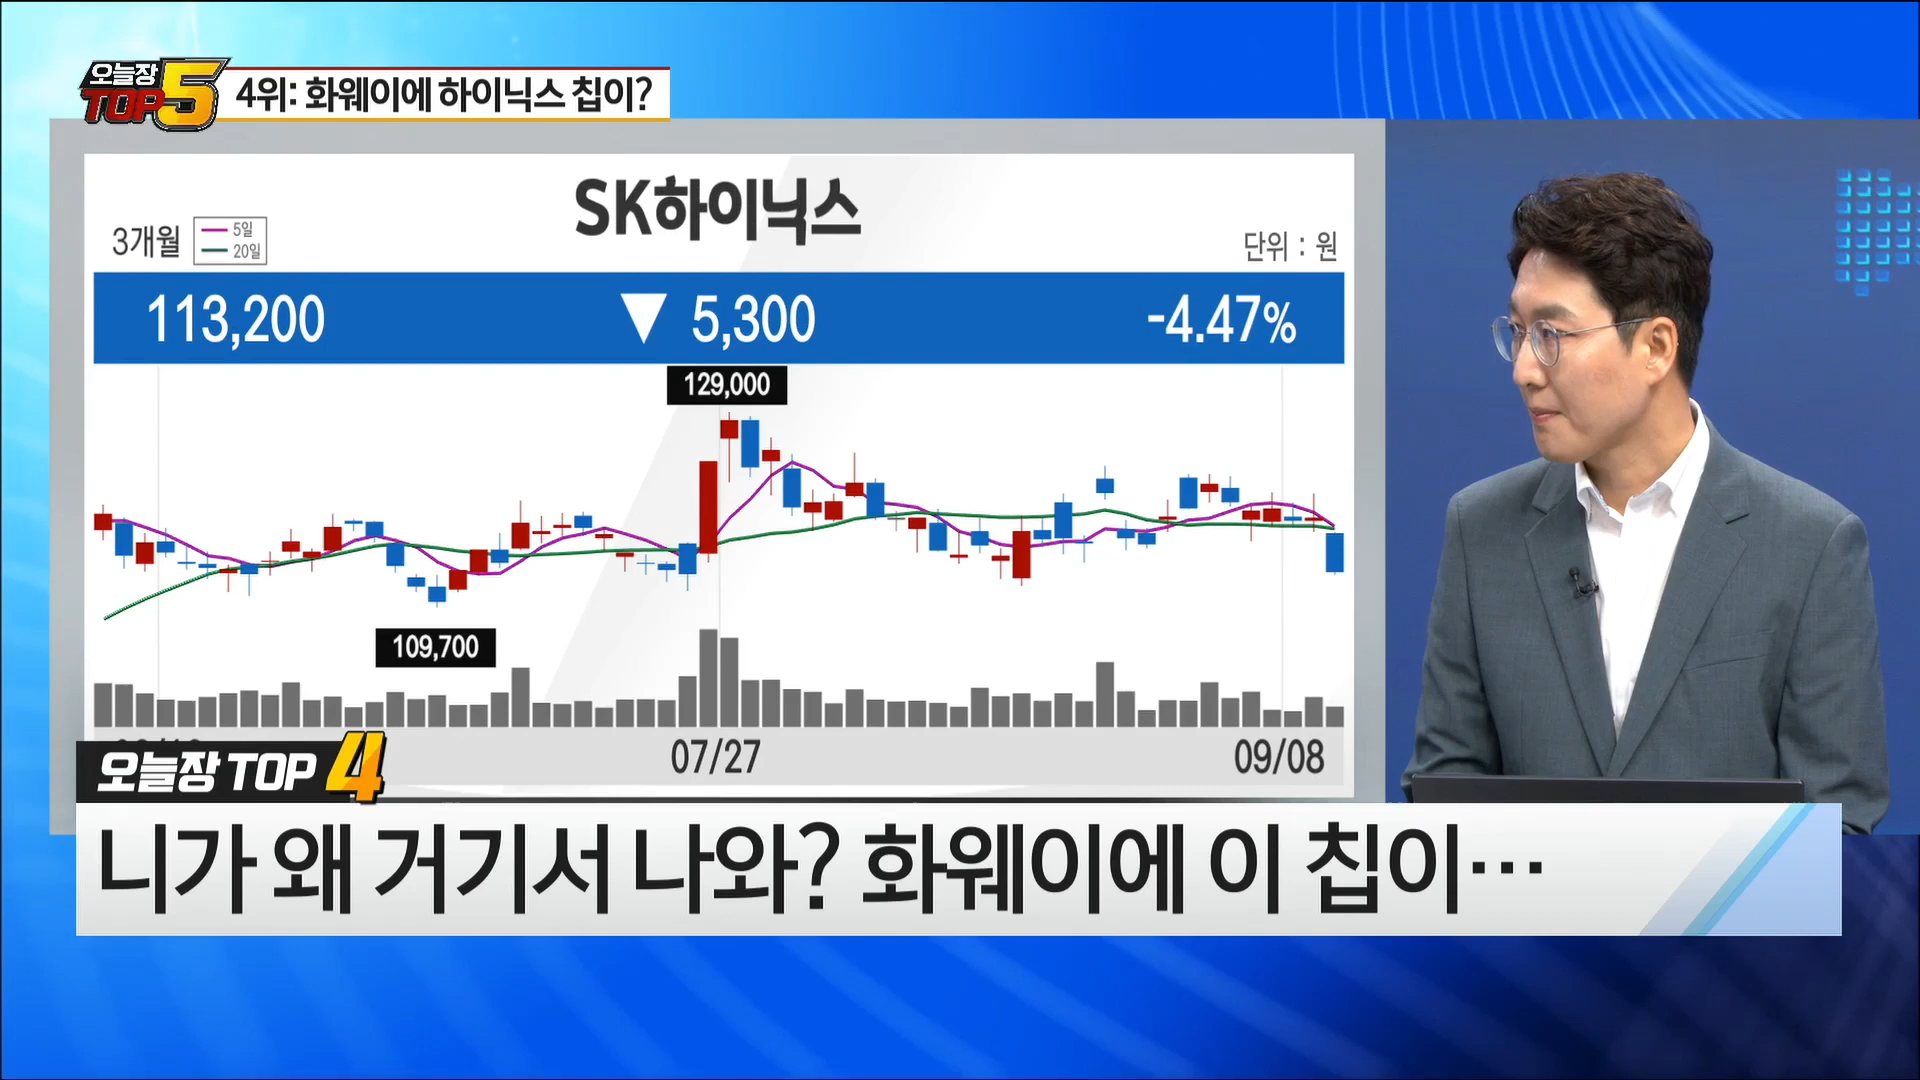 오늘장
TOP5
4위: 화웨이에 하이닉스 칩이?
SK하이닉스
3개월
5일
20일
단위 : 원
113,200 ▼ 5,300 -4.47%
129,000
109,700
07/27 09/08
오늘장 TOP 4
니가 왜 거기서 나와? 화웨이에 이 칩이…